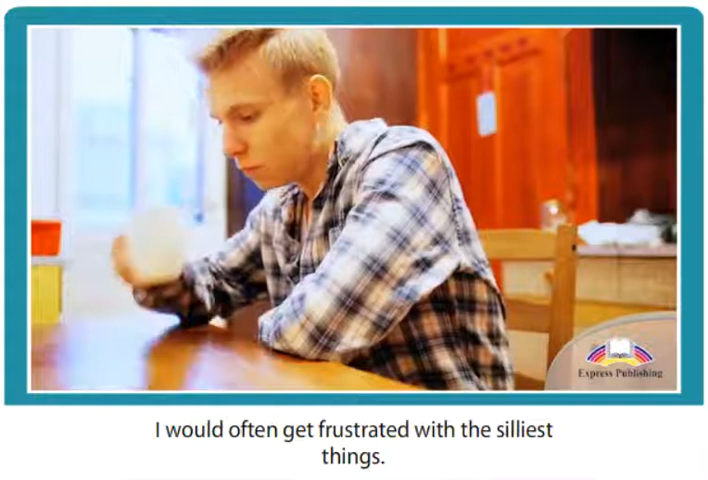 Express Publishing
I would often get frustrated with the silliest
things.